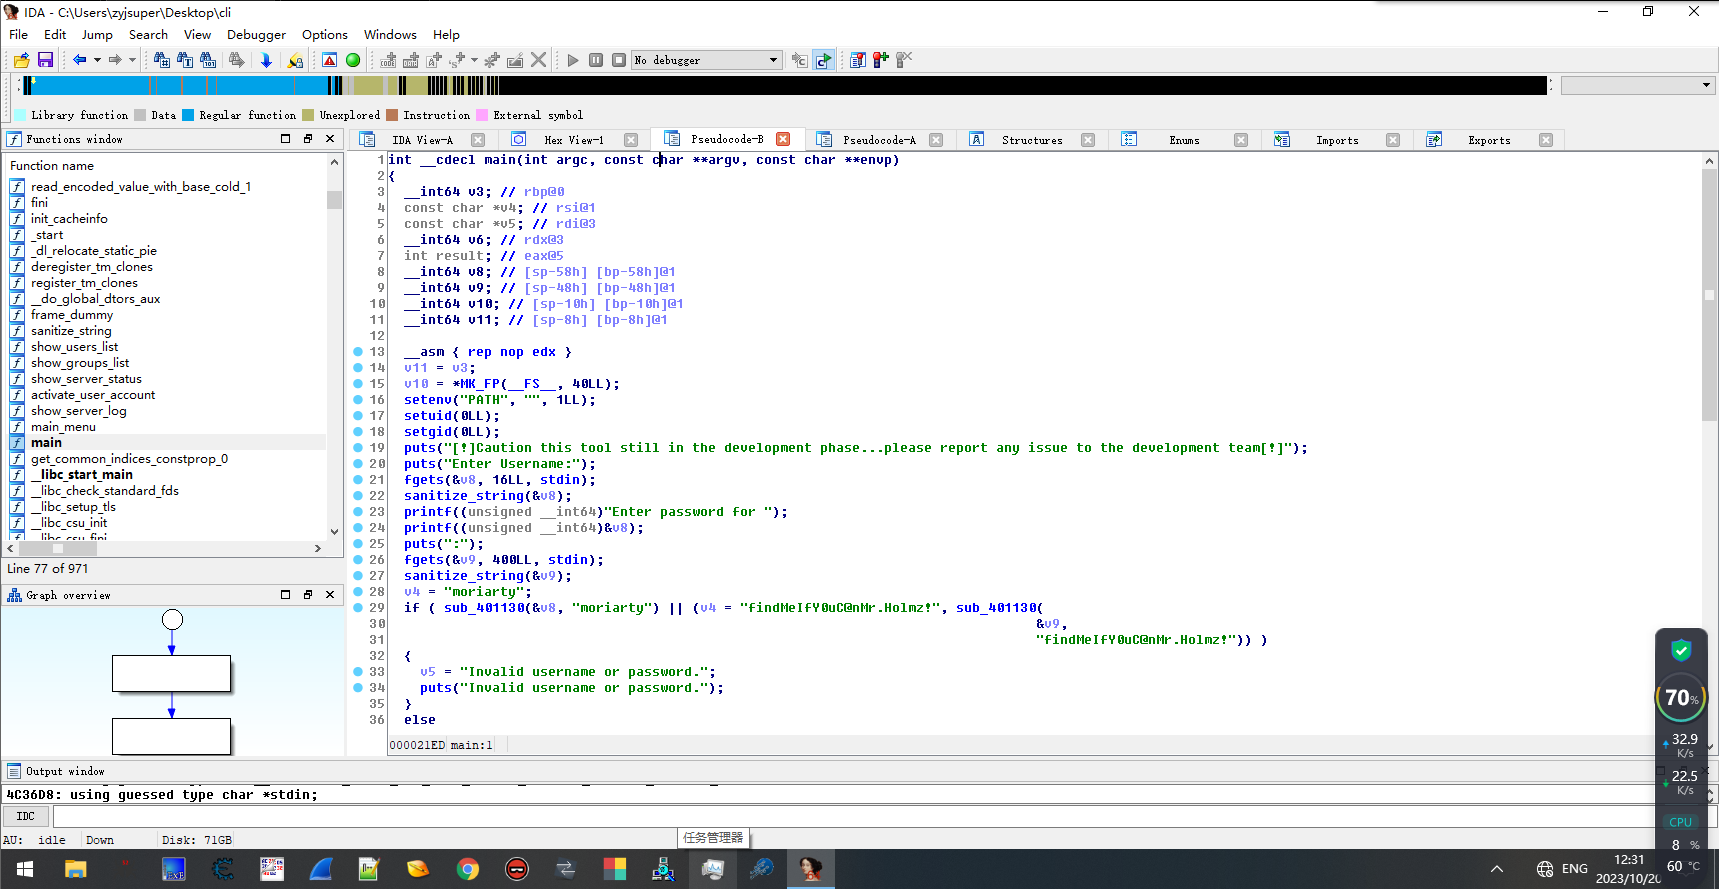 IDA - C:\Users\zyjsuper\Desktop\cli
File Edit Jump Search View Debugger Options Windows Help
No debugger
Library function Data Regular function Unexplored Instruction External symbol
Functions window
IDA View-A Hex View-1 Pseudocode-B Pseudocode-A Structures Enums Imports Exports
Function name
read_encoded_value_with_base_cold_1
fini
init_cacheinfo
_start
_dl_relocate_static_pie
deregister_tm_clones
register_tm_clones
__do_global_dtors_aux
frame_dummy
sanitize_string
show_users_list
show_groups_list
show_server_status
activate_user_account
show_server_log
main_menu
main
get_common_indices_constprop_0
__libc_start_main
__libc_check_standard_fds
__libc_setup_tls
__libc_csu_init
__libc_csu_fini
Line 77 of 971
Graph overview
1 int __cdecl main(int argc, const char **argv, const char **envp)
2 {
3 __int64 v3; // rbp@0
4 const char *v4; // rsi@1
5 const char *v5; // rdi@3
6 __int64 v6; // rdx@3
7 int result; // eax@5
8 __int64 v8; // [sp-58h] [bp-58h]@1
9 __int64 v9; // [sp-48h] [bp-48h]@1
10 __int64 v10; // [sp-10h] [bp-10h]@1
11 __int64 v11; // [sp-8h] [bp-8h]@1
12
13 __asm { rep nop edx }
14 v11 = v3;
15 v10 = *MK_FP(__FS__, 40LL);
16 setenv("PATH", "", 1LL);
17 setuid(0LL);
18 setgid(0LL);
19 puts("[!]Caution this tool still in the development phase...please report any issue to the development team[!]");
20 puts("Enter Username:");
21 fgets(&v8, 16LL, stdin);
22 sanitize_string(&v8);
23 printf((unsigned __int64)"Enter password for ");
24 printf((unsigned __int64)&v8);
25 puts(":");
26 fgets(&v9, 400LL, stdin);
27 sanitize_string(&v9);
28 v4 = "moriarty";
29 if ( sub_401130(&v8, "moriarty") || (v4 = "findMeIfY0uC@nMr.Holmz!", sub_401130(
30 &v9,
31 "findMeIfY0uC@nMr.Holmz!")) )
32 {
33 v5 = "Invalid username or password.";
34 puts("Invalid username or password.");
35 }
36 else
000021ED main:1
Output window
4C36D8: using guessed type char *stdin;
IDC
AU: idle Down Disk: 71GB
任务管理器
70%
32.9
K/s
22.5
K/s
CPU
8 %
60 °C
ENG
12:31
2023/10/20